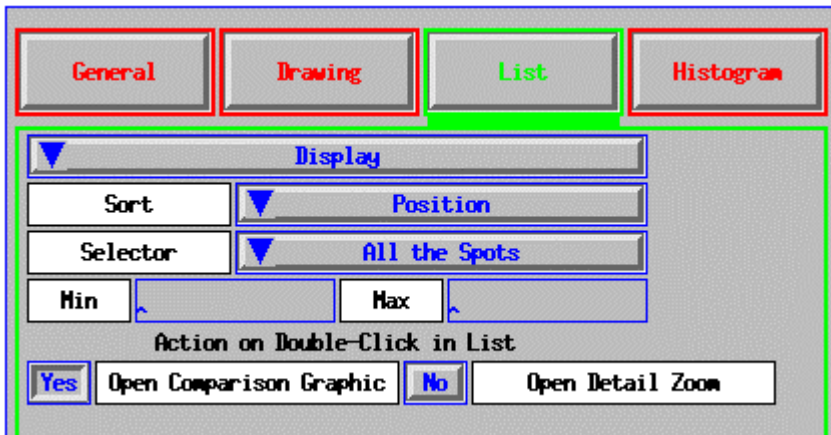 General Drawing List Histogram
Display
Sort Position
Selector All the Spots
Min Max
Action on Double-Click in List
Yes Open Comparison Graphic No Open Detail Zoom